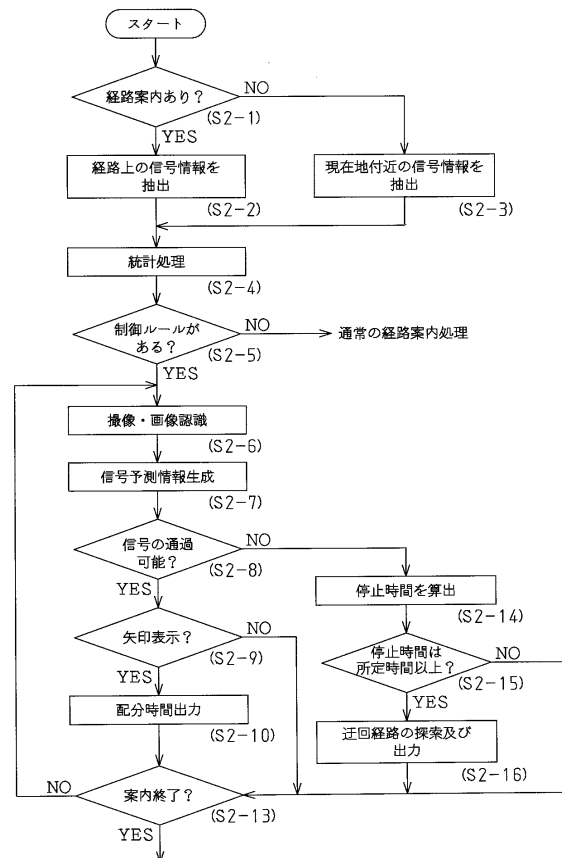 スタート
経路案内あり?
NO
(S2-1)
YES
経路上の信号情報を
抽出
(S2-2)
現在地付近の信号情報を
抽出
(S2-3)
統計処理
(S2-4)
制御ルールが
ある?
NO
通常の経路案内処理
(S2-5)
YES
撮像・画像認識
(S2-6)
信号予測情報生成
(S2-7)
信号の通過
可能?
NO
(S2-8)
YES
停止時間を算出
(S2-14)
矢印表示?
NO
(S2-9)
YES
停止時間は
所定時間以上?
NO
(S2-15)
YES
配分時間出力
(S2-10)
迂回経路の探索及び
出力
(S2-16)
NO
案内終了?
(S2-13)
YES